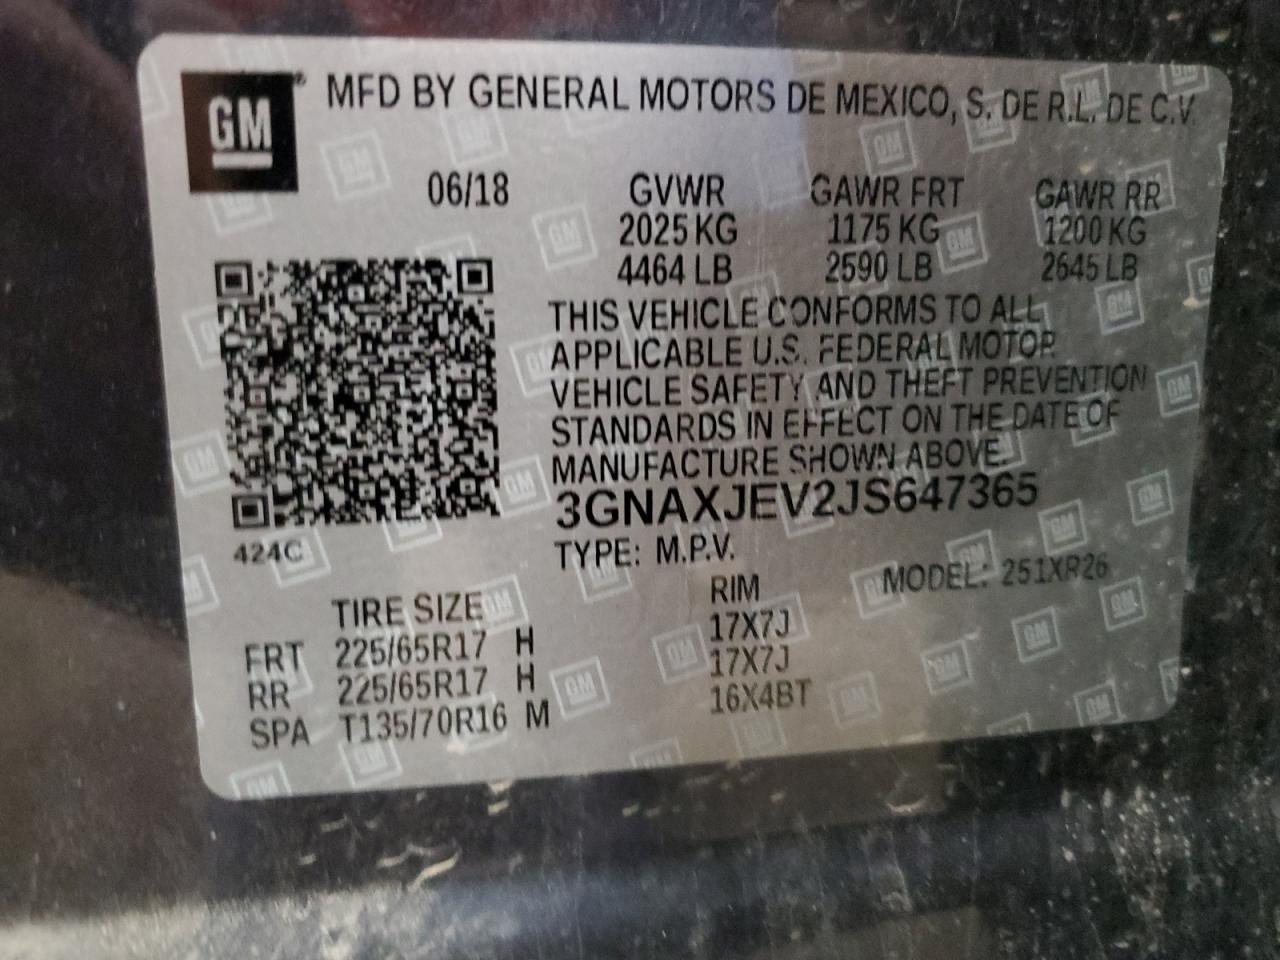 GM
MFD BY GENERAL MOTORS DE MEXICO, S. DE R.L. DE C.V.
06/18 GVWR GAWR FRT GAWR RR
2025 KG 1175 KG 1200 KG
4464 LB 2590 LB 2645 LB
THIS VEHICLE CONFORMS TO ALL
APPLICABLE U.S. FEDERAL MOTOR
VEHICLE SAFETY AND THEFT PREVENTION
STANDARDS IN EFFECT ON THE DATE OF
MANUFACTURE SHOWN ABOVE.
3GNAXJEV2JS647365
424C
TYPE: M.P.V. MODEL: 251XR26
TIRE SIZE RIM
FRT 225/65R17 H 17X7J
RR 225/65R17 H 17X7J
SPA T135/70R16 M 16X4BT